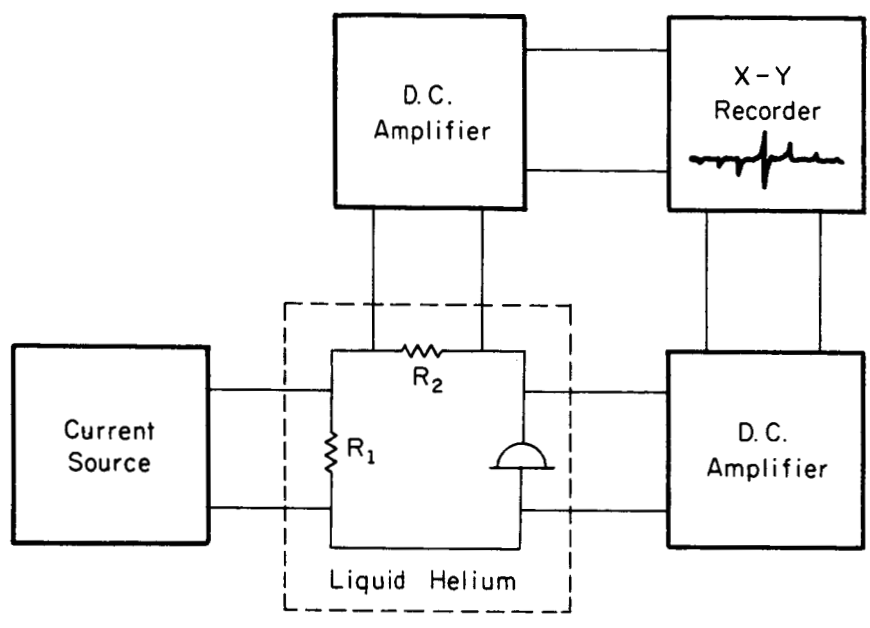 D.C.
Amplifier
X-Y
Recorder
R₂
Current
Source
R₁
D.C.
Amplifier
Liquid Helium